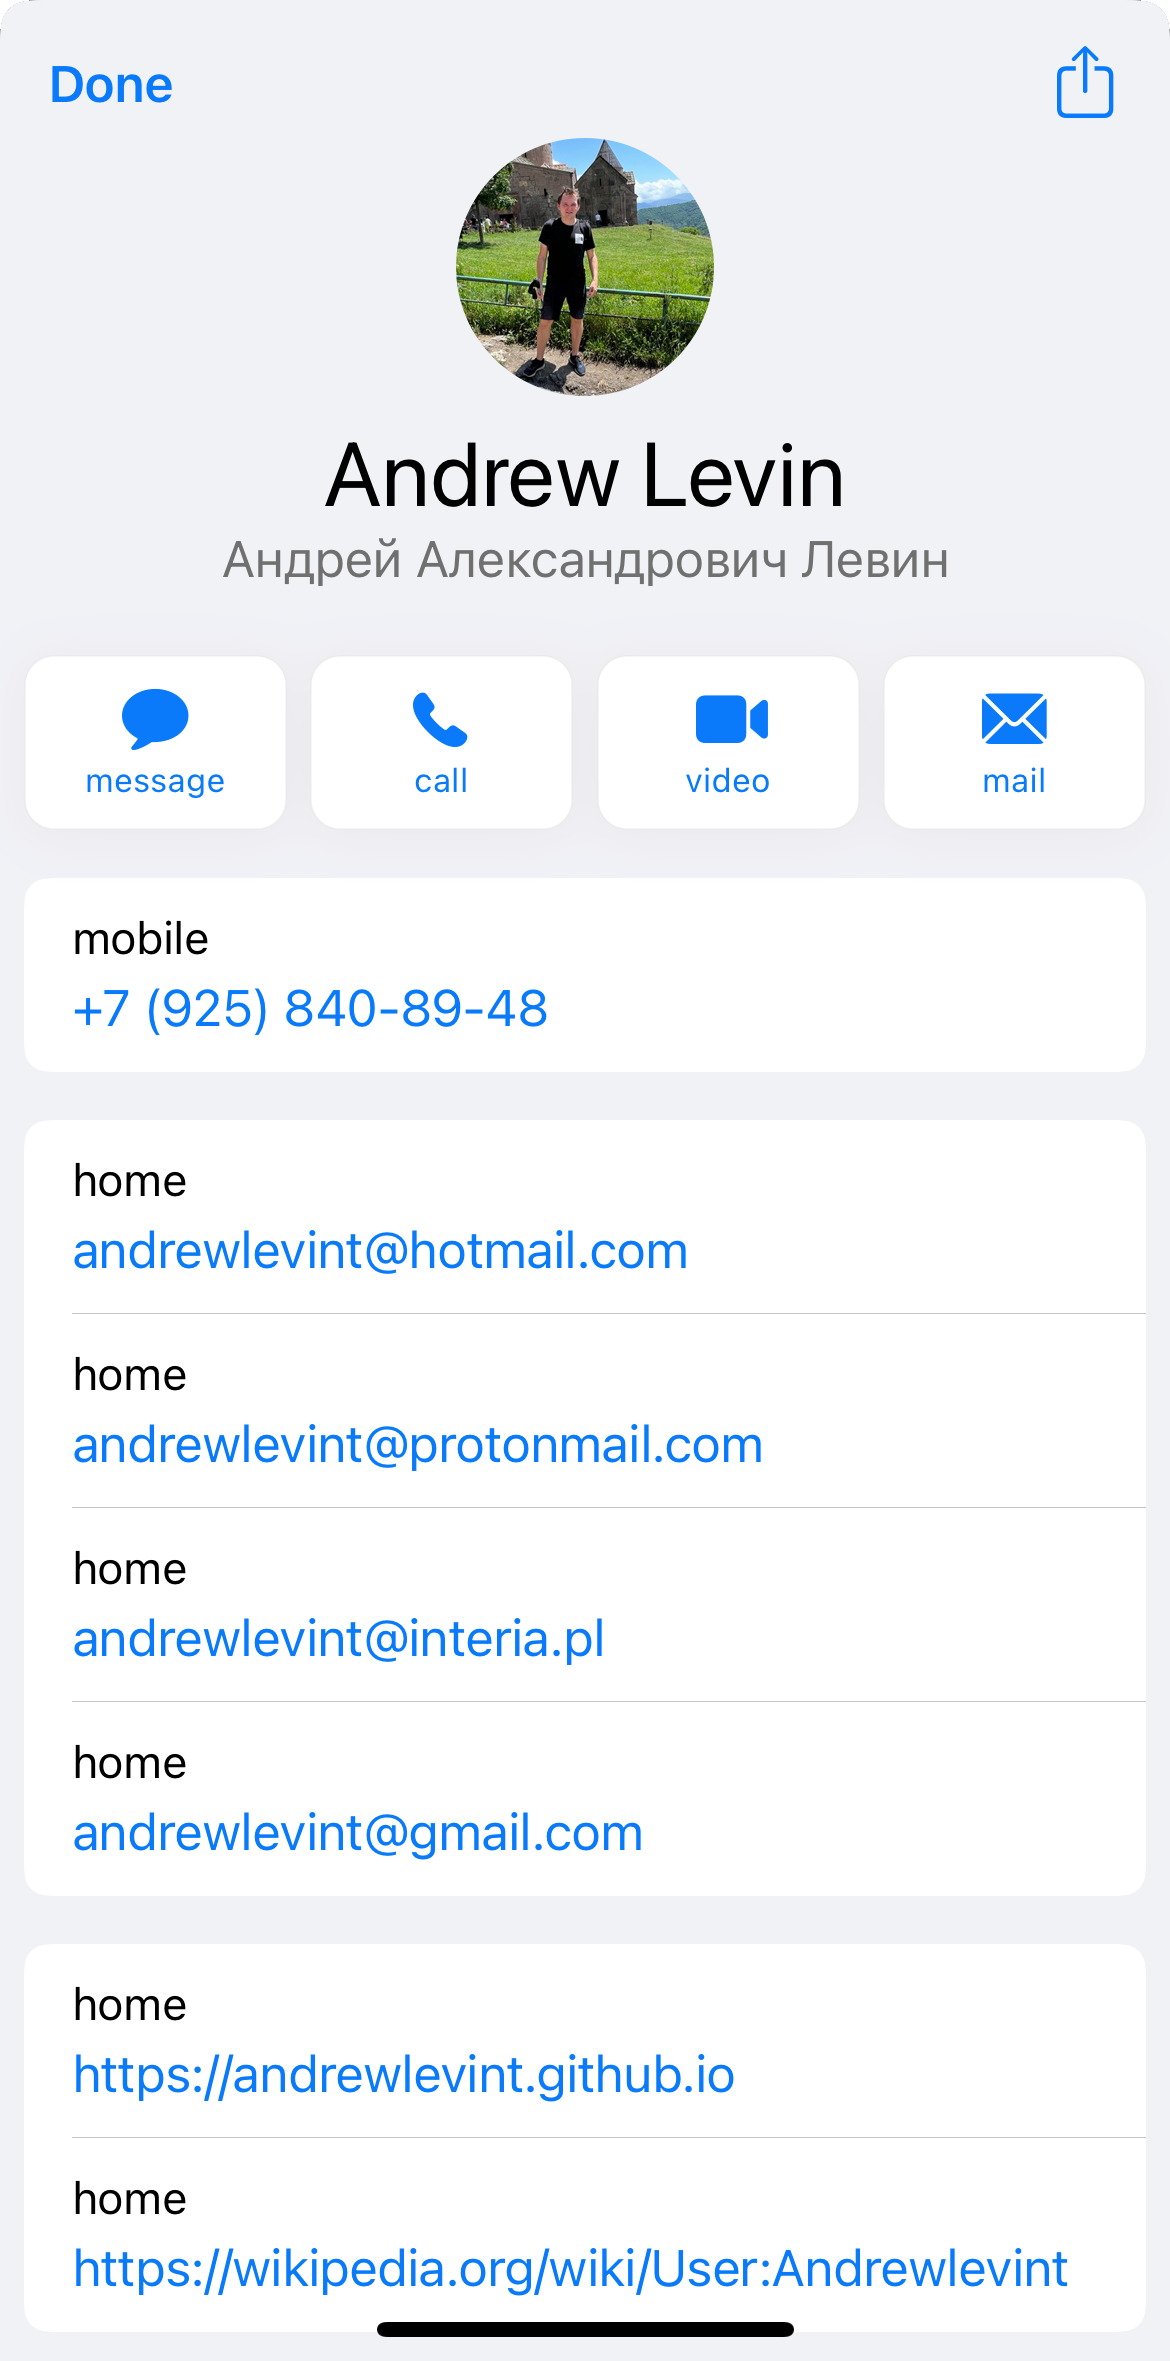 Done
Andrew Levin
Андрей Александрович Левин
message
call
video
mail
mobile
+7 (925) 840-89-48
home
andrewlevint@hotmail.com
home
andrewlevint@protonmail.com
home
andrewlevint@interia.pl
home
andrewlevint@gmail.com
home
https://andrewlevint.github.io
home
https://wikipedia.org/wiki/User:Andrewlevint